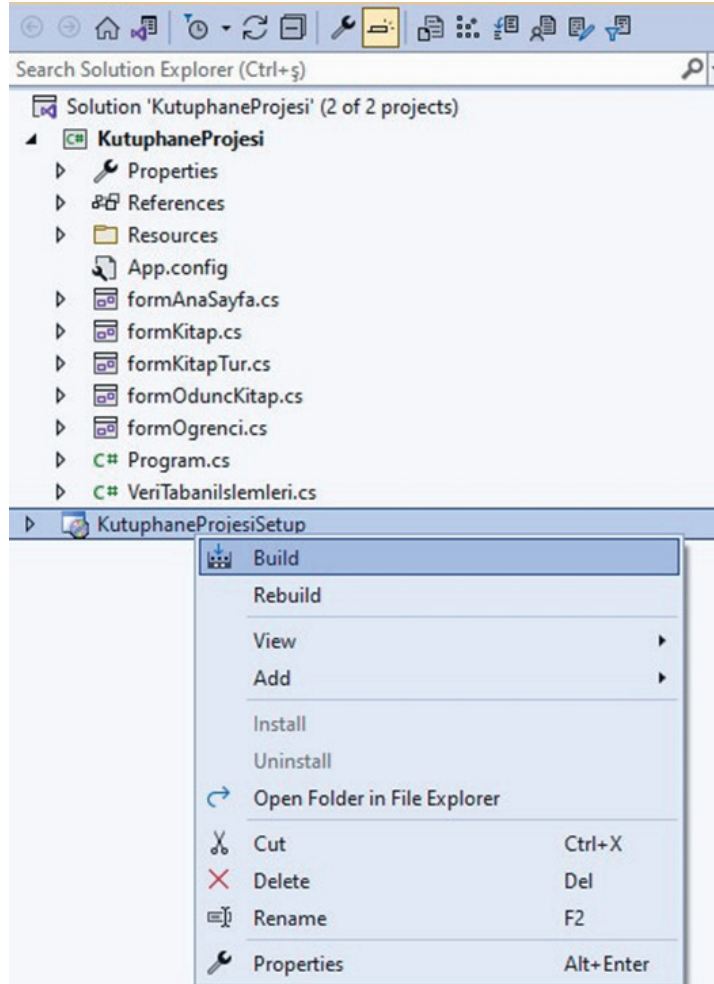 Search Solution Explorer (Ctrl+ş)
Solution 'KutuphaneProjesi' (2 of 2 projects)
C# KutuphaneProjesi
Properties
References
Resources
App.config
formAnaSayfa.cs
formKitap.cs
formKitapTur.cs
formOduncKitap.cs
formOgrenci.cs
C# Program.cs
C# VeriTabanilslemleri.cs
KutuphaneProjesiSetup
Build
Rebuild
View
Add
Install
Uninstall
Open Folder in File Explorer
Cut Ctrl+X
Delete Del
Rename F2
Properties Alt+Enter